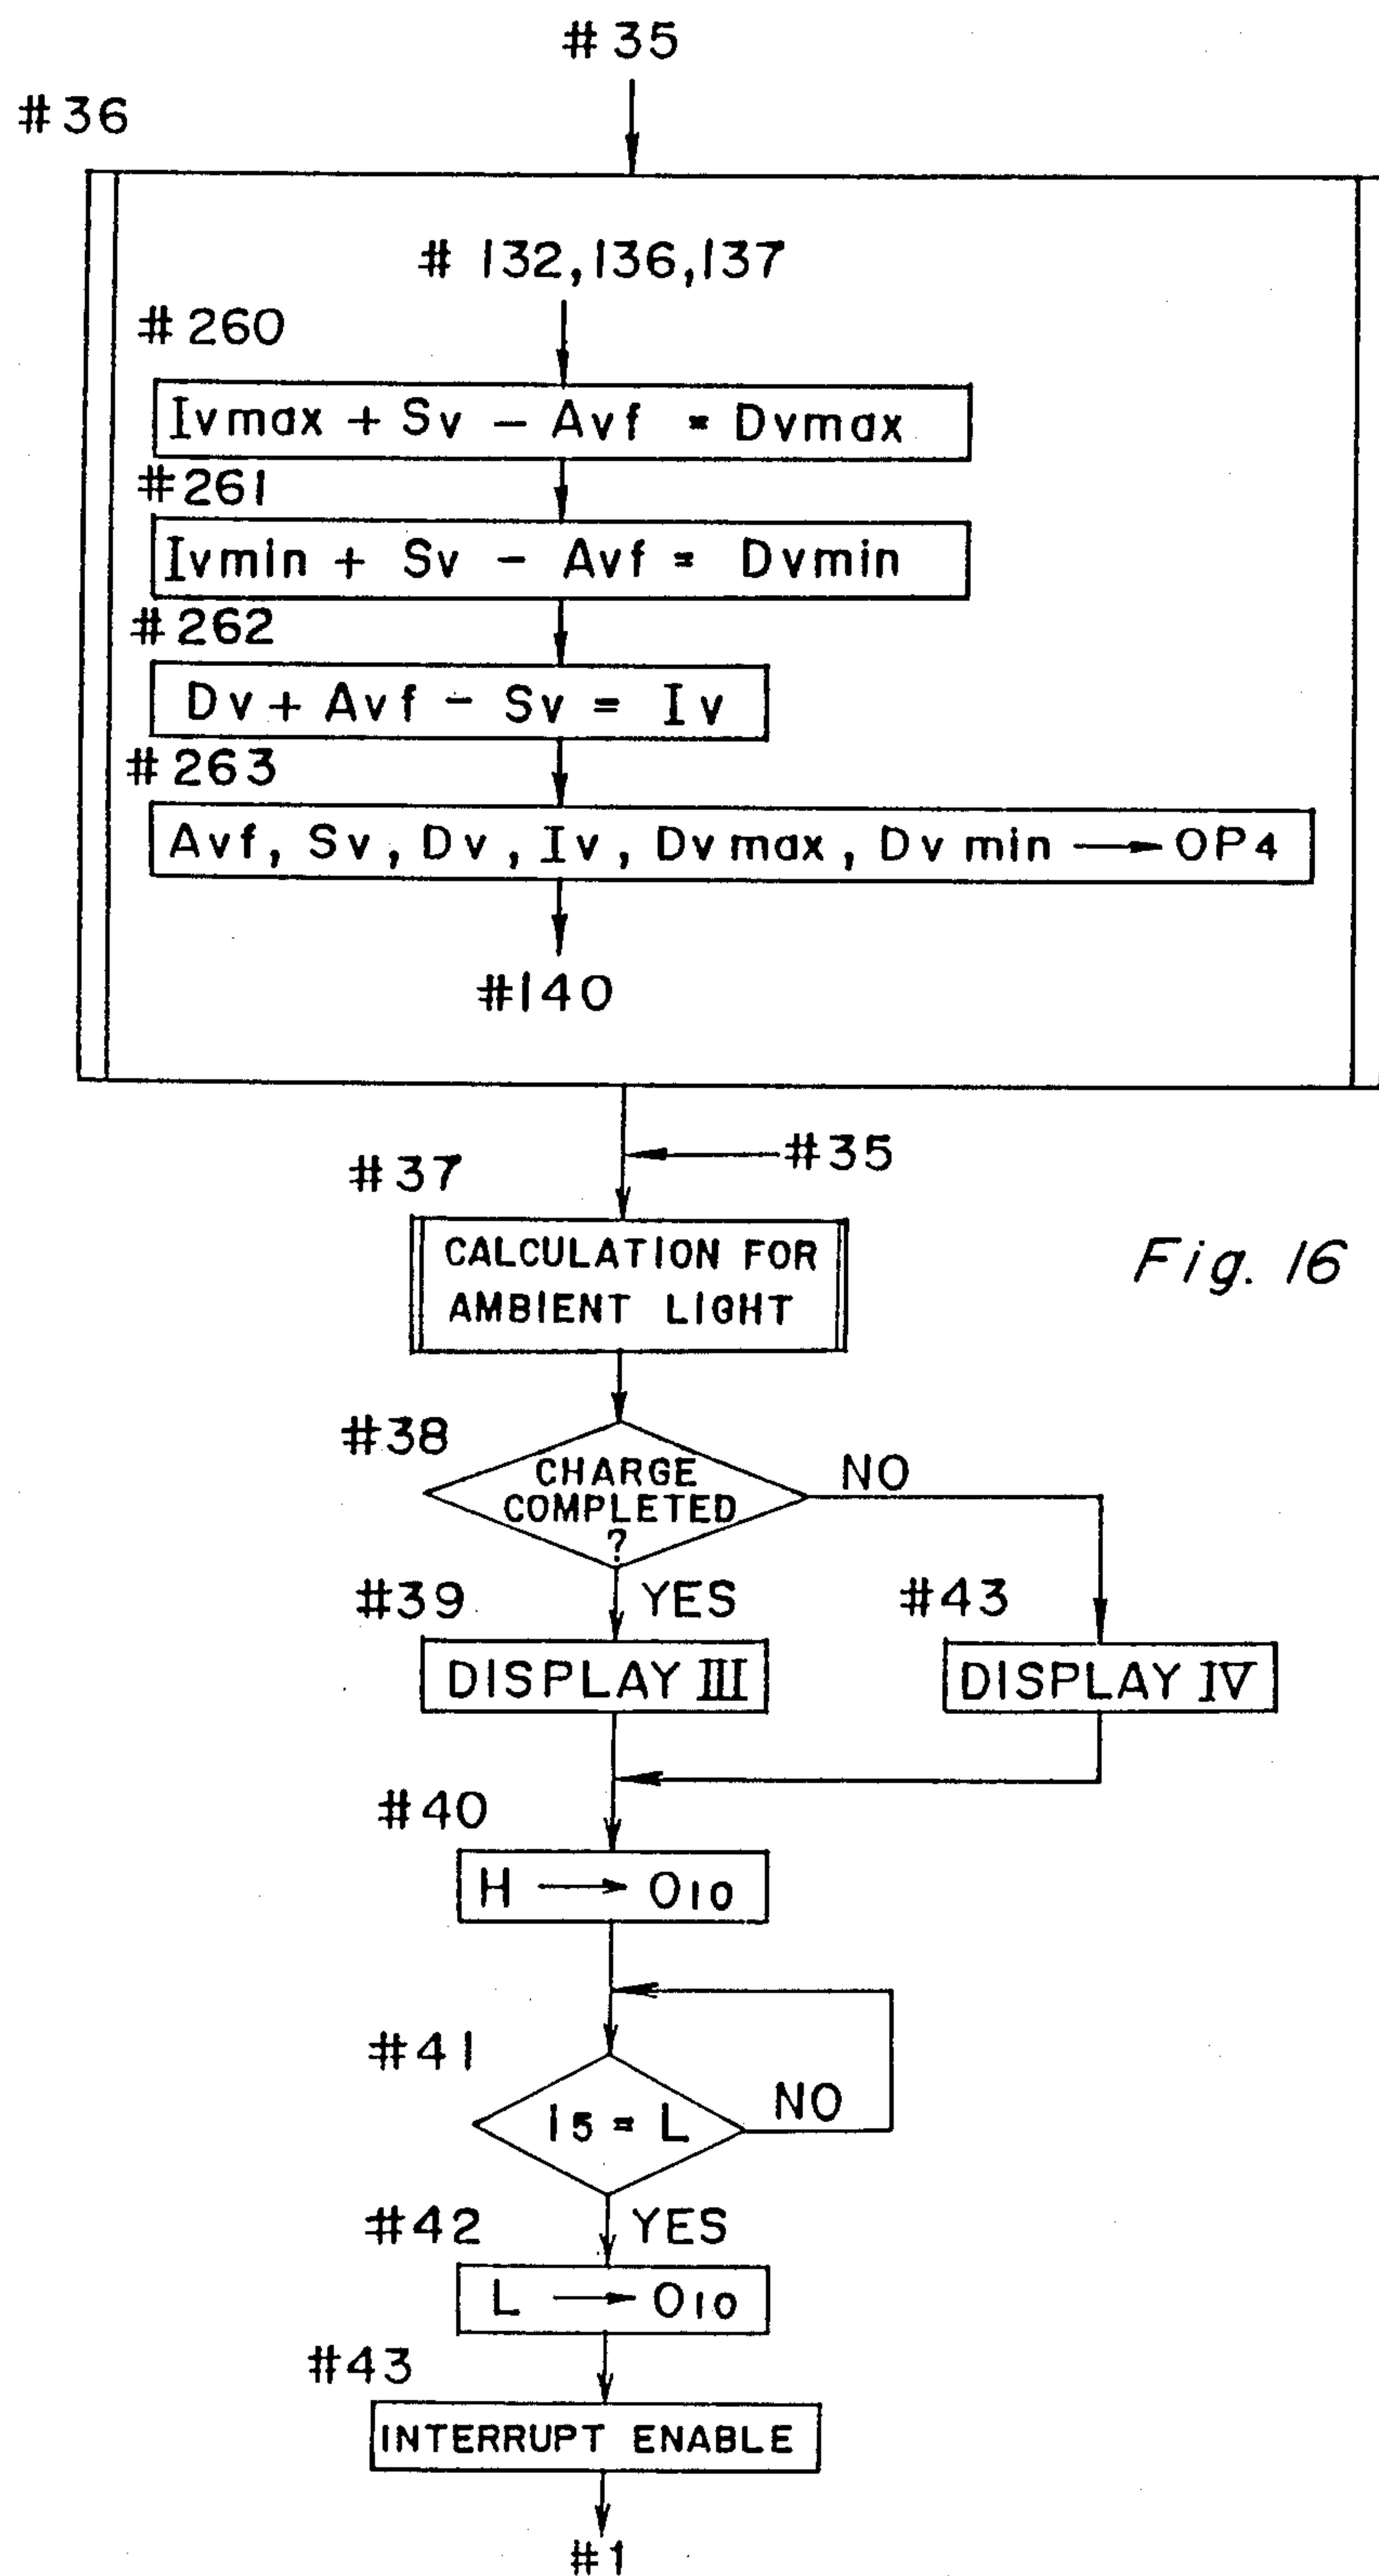 # 35
#36
# 132,136,137
# 260
Ivmax + Sv - Avf = Dvmax
#261
Ivmin + Sv - Avf = Dvmin
#262
Dv + Avf - Sv = Iv
#263
Avf, Sv, Dv, Iv, Dvmax, Dvmin → OP4
#140
#35
#37
CALCULATION FOR
AMBIENT LIGHT
Fig. 16
#38
CHARGE
COMPLETED
?
NO
#39
YES
#43
DISPLAY III
DISPLAY IV
#40
H → O10
#41
I5 = L
NO
#42
YES
L → O10
#43
INTERRUPT ENABLE
#1